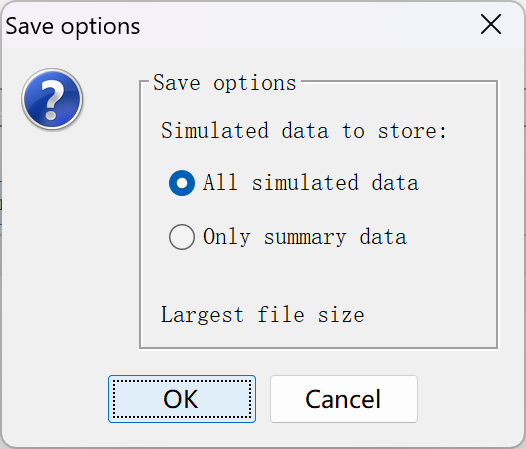 Save options
Save options
Simulated data to store:
All simulated data
Only summary data
Largest file size
OK
Cancel